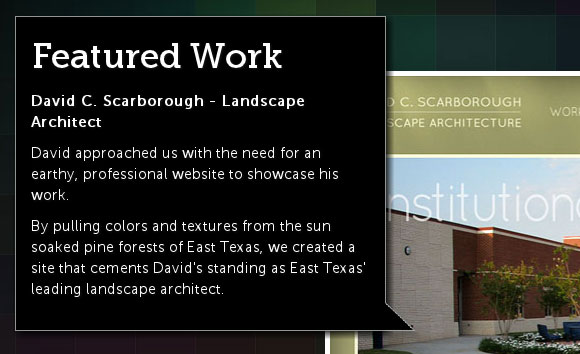 Featured Work
David C. Scarborough - Landscape
Architect
David approached us with the need for an
earthy, professional website to showcase his
work.
By pulling colors and textures from the sun
soaked pine forests of East Texas, we created a
site that cements David's standing as East Texas'
leading landscape architect.
C. SCARBOROUGH
SCAPE ARCHITECTURE
WOR
nstitution